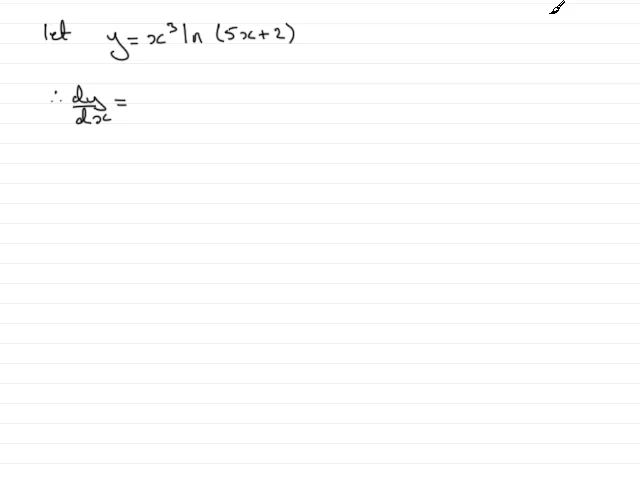 let y = x³ ln (5x+2)
∴ dy/dx =